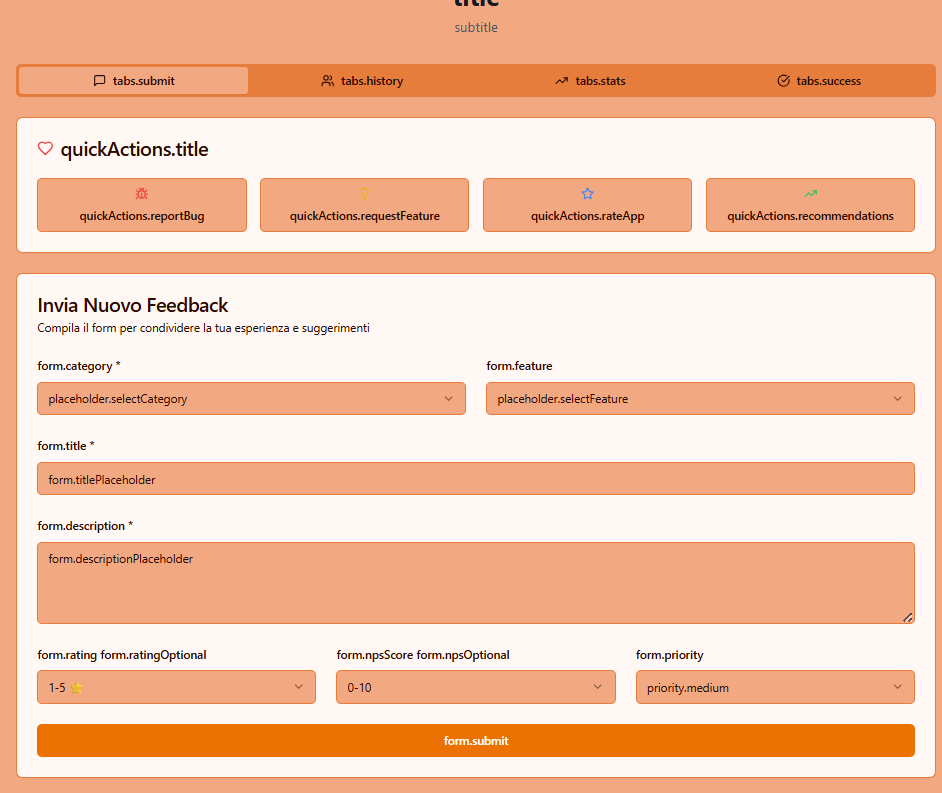 title
subtitle
tabs.submit
tabs.history
tabs.stats
tabs.success
quickActions.title
quickActions.reportBug
quickActions.requestFeature
quickActions.rateApp
quickActions.recommendations
Invia Nuovo Feedback
Compila il form per condividere la tua esperienza e suggerimenti
form.category *
form.feature
placeholder.selectCategory
placeholder.selectFeature
form.title *
form.titlePlaceholder
form.description *
form.descriptionPlaceholder
form.rating form.ratingOptional
form.npsScore form.npsOptional
form.priority
1-5 ⭐
0-10
priority.medium
form.submit